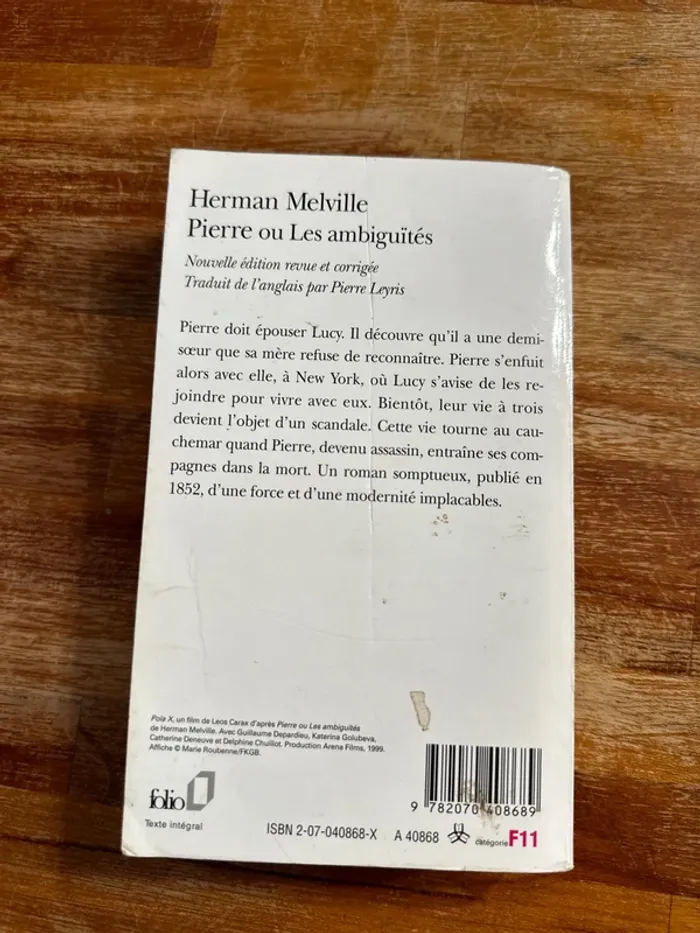 Herman Melville
Pierre ou Les ambiguïtés
Nouvelle édition revue et corrigée
Traduit de l'anglais par Pierre Leyris
Pierre doit épouser Lucy. Il découvre qu'il a une demi-
sœur que sa mère refuse de reconnaître. Pierre s'enfuit
alors avec elle, à New York, où Lucy s'avise de les re-
joindre pour vivre avec eux. Bientôt, leur vie à trois
devient l'objet d'un scandale. Cette vie tourne au cau-
chemar quand Pierre, devenu assassin, entraîne ses com-
pagnes dans la mort. Un roman somptueux, publié en
1852, d'une force et d'une modernité implacables.
Pola X, un film de Leos Carax d'après Pierre ou Les ambiguïtés
de Herman Melville. Avec Guillaume Depardieu, Katerina Golubeva,
Catherine Deneuve et Delphine Chuillot. Production Arena Films, 1999.
Affiche © Marie Roubenne/FKGB.
folio
Texte intégral
9 782070 408689
ISBN 2-07-040868-X A 40868 catégorie F11